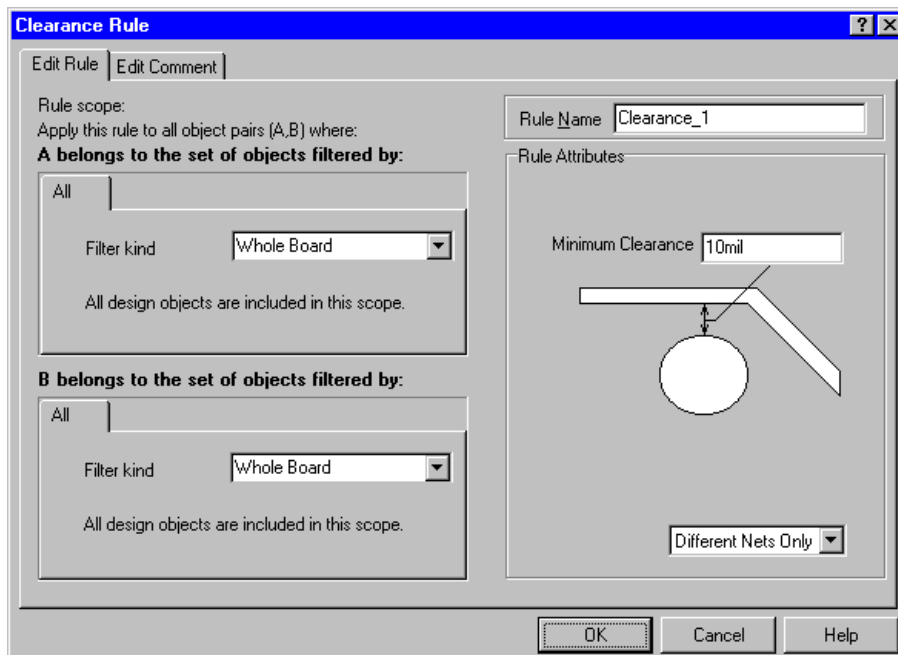 Clearance Rule
Edit Rule
Edit Comment
Rule scope:
Apply this rule to all object pairs (A,B) where:
A belongs to the set of objects filtered by:
All
Filter kind
Whole Board
All design objects are included in this scope.
B belongs to the set of objects filtered by:
All
Filter kind
Whole Board
All design objects are included in this scope.
Rule Name
Clearance_1
Rule Attributes
Minimum Clearance
10mil
Different Nets Only
OK
Cancel
Help